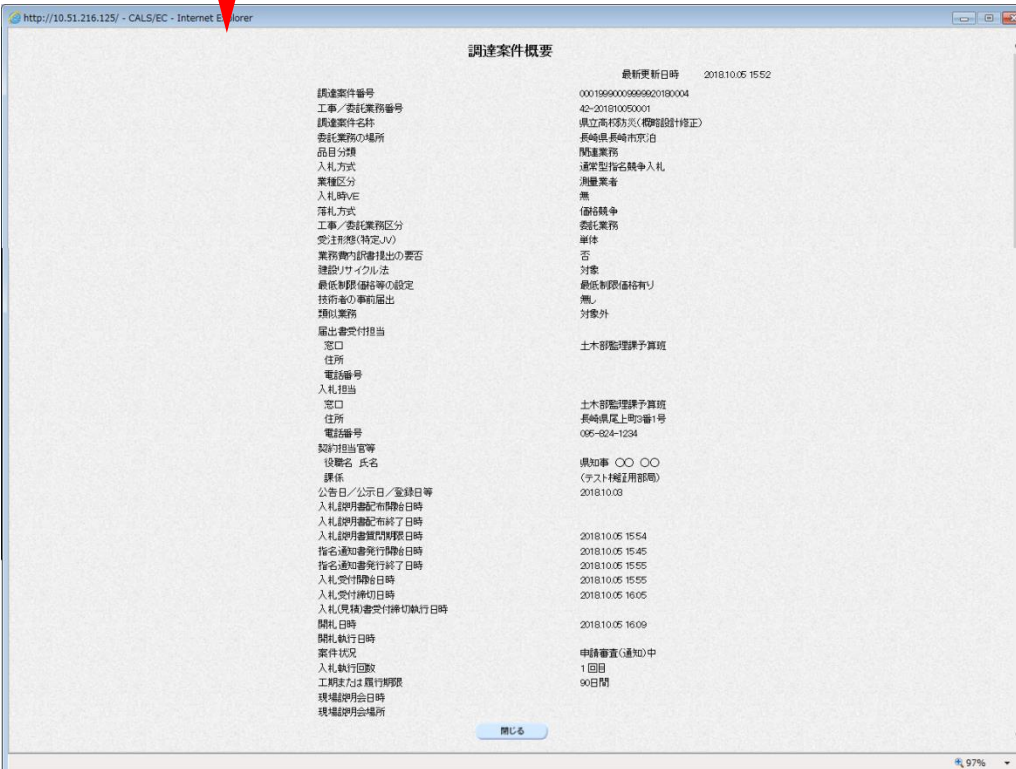 http://10.51.216.125/ - CALS/EC - Internet Explorer
調達案件概要
最新更新日時 2018.10.05 15:52
調達案件番号 00019990009999920180004
工事／委託業務番号 42-201810050001
調達案件名称 県立高校防災(概略設計修正)
委託業務の場所 長崎県長崎市京泊
品目分類 関連業務
入札方式 通常型指名競争入札
業種区分 測量業者
入札時VE 無
落札方式 価格競争
工事／委託業務区分 委託業務
受注形態(特定JV) 単体
業務費内訳書提出の要否 否
建設リサイクル法 対象
最低制限価格等の設定 最低制限価格有り
技術者の事前届出 無し
類似業務 対象外
届出書受付担当
窓口 土木部監理課予算班
住所
電話番号
入札担当
窓口 土木部監理課予算班
住所 長崎県尾上町3番1号
電話番号 095-824-1234
契約担当官等
役職名 氏名 県知事 〇〇 〇〇
課係 (テスト検証用部局)
公告日／公示日／登録日等 2018.10.03
入札説明書配布開始日時
入札説明書配布終了日時
入札説明書質問期限日時 2018.10.05 15:54
指名通知書発行開始日時 2018.10.05 15:45
指名通知書発行終了日時 2018.10.05 15:55
入札受付開始日時 2018.10.05 15:55
入札受付締切日時 2018.10.05 16:05
入札(見積)書受付締切執行日時
開札日時 2018.10.05 16:09
開札執行日時
案件状況 申請審査(通知)中
入札執行回数 1回目
工期または履行期限 90日間
現場説明会日時
現場説明会場所
閉じる
97%